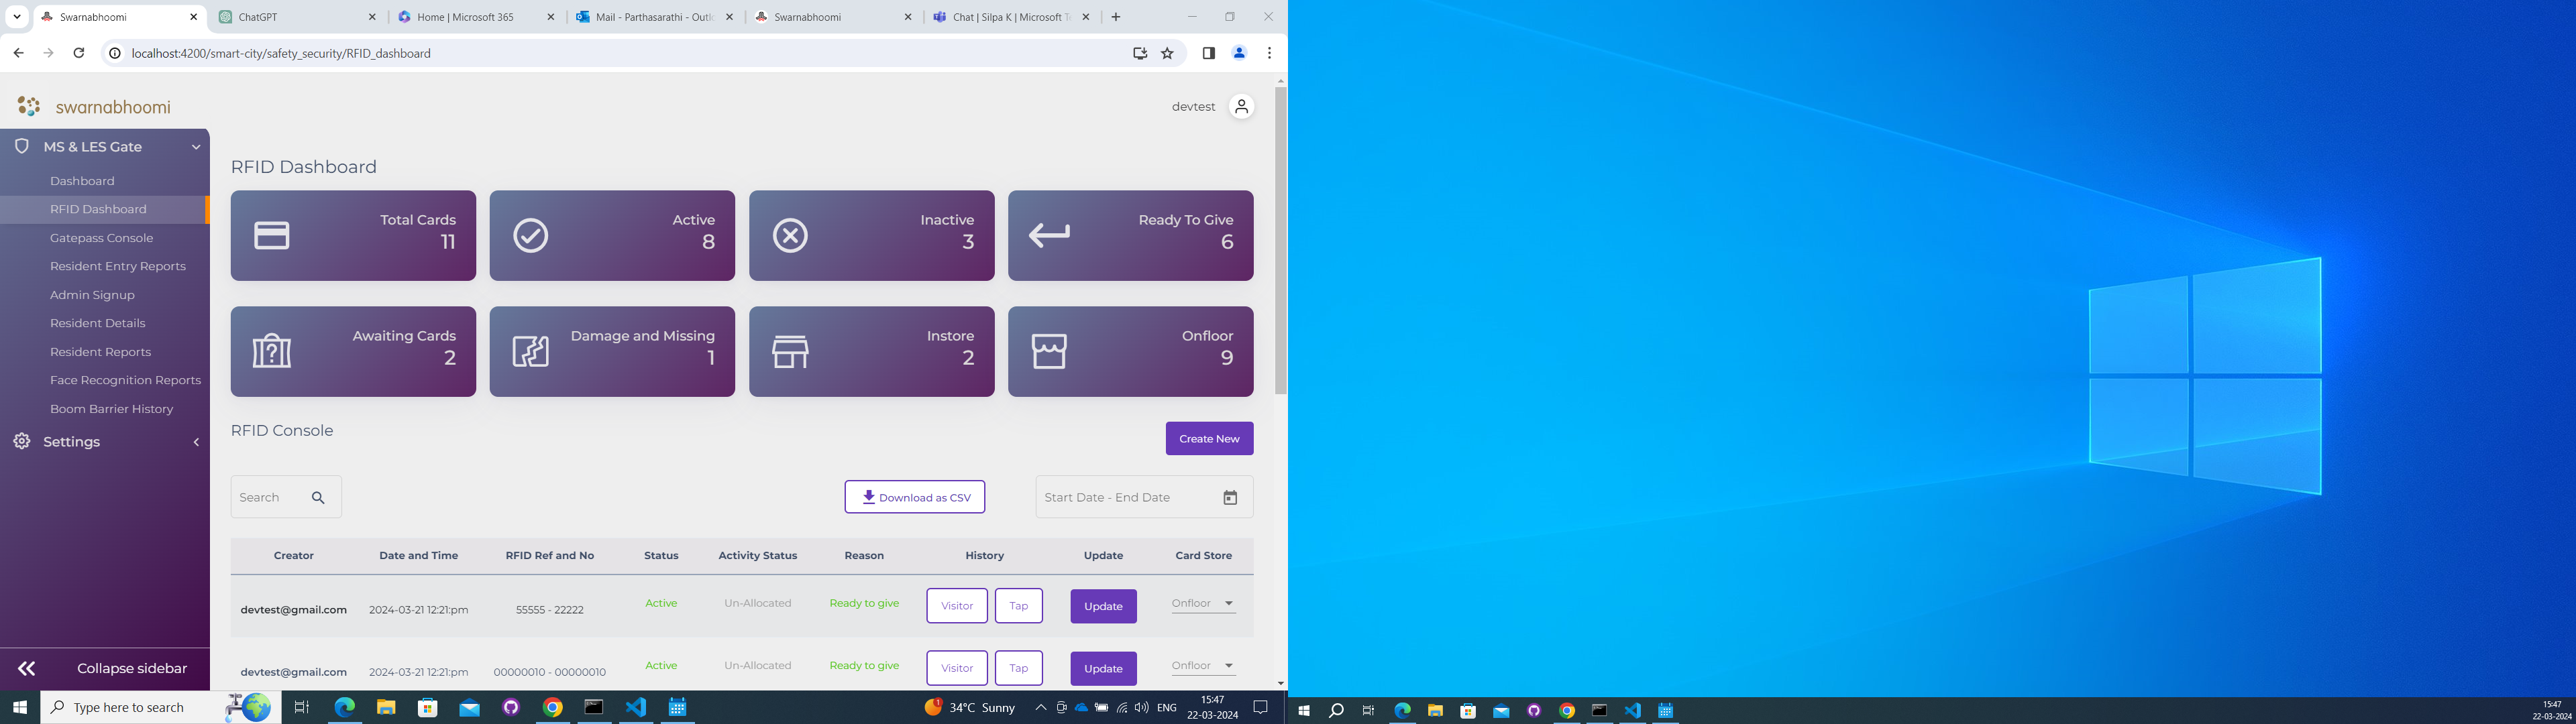 Swarnabhoomi
ChatGPT
Home | Microsoft 365
Mail - Parthasarathi - Outl
Swarnabhoomi
Chat | Silpa K | Microsoft T
localhost:4200/smart-city/safety_security/RFID_dashboard
swarnabhoomi
devtest
MS & LES Gate
Dashboard
RFID Dashboard
Gatepass Console
Resident Entry Reports
Admin Signup
Resident Details
Resident Reports
Face Recognition Reports
Boom Barrier History
Settings
Collapse sidebar
RFID Dashboard
Total Cards
11
Active
8
Inactive
3
Ready To Give
6
Awaiting Cards
2
Damage and Missing
1
Instore
2
Onfloor
9
RFID Console
Create New
Search
Download as CSV
Start Date - End Date
Creator Date and Time RFID Ref and No Status Activity Status Reason History Update Card Store
devtest@gmail.com 2024-03-21 12:21:pm 55555 - 22222 Active Un-Allocated Ready to give Visitor Tap Update Onfloor
devtest@gmail.com 2024-03-21 12:21:pm 00000010 - 00000010 Active Un-Allocated Ready to give Visitor Tap Update Onfloor
Type here to search
1
34°C Sunny
ENG
15:47
22-03-2024
15:47
22-03-2024